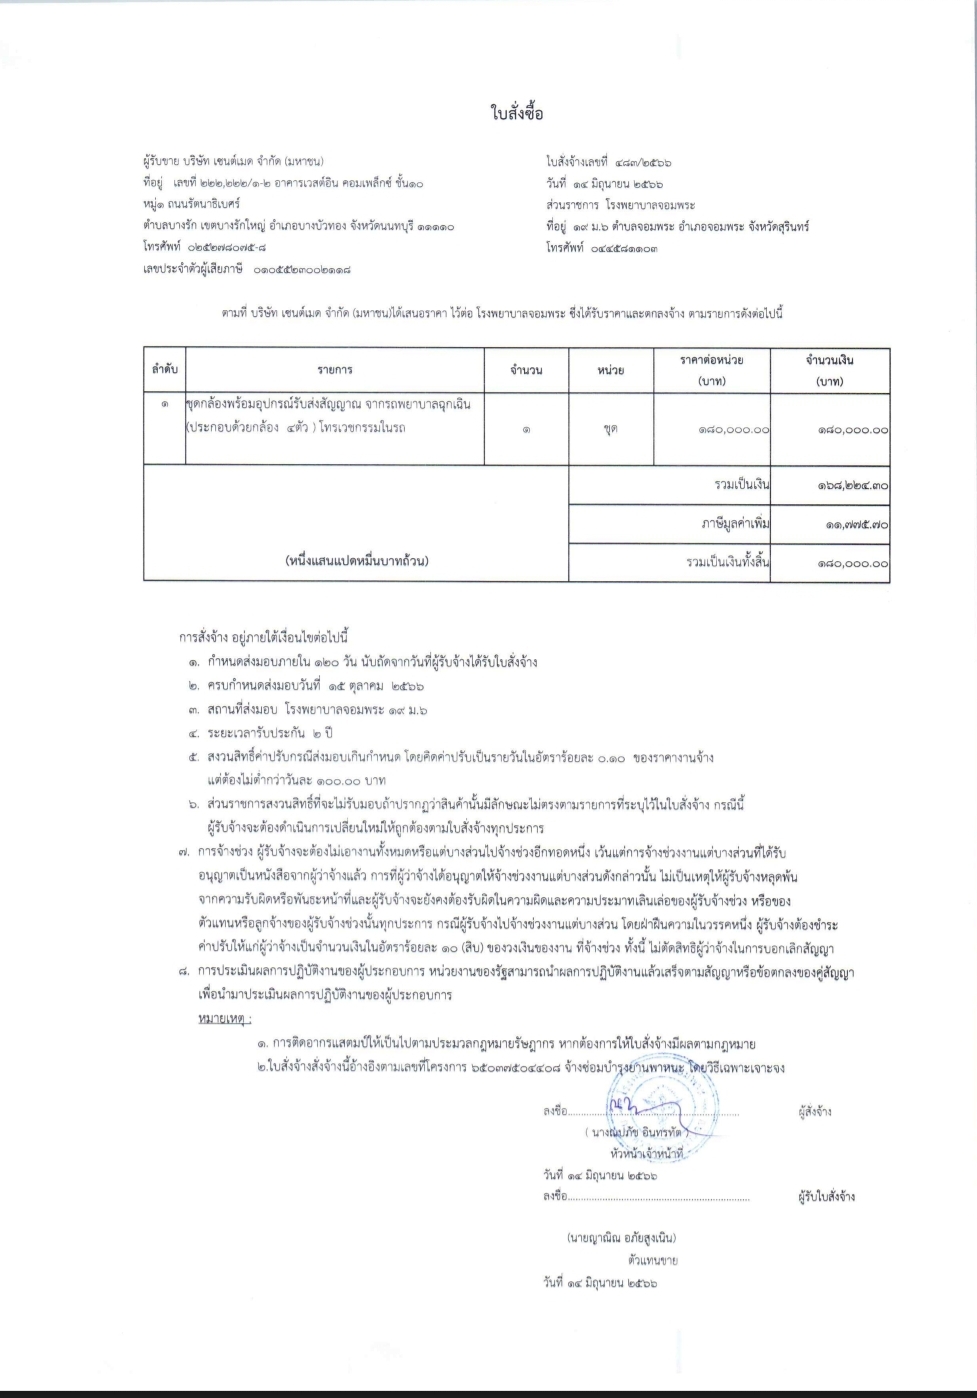 ใบสั่งซื้อ
ผู้รับขาย บริษัท เซนต์เมด จำกัด (มหาชน)
ที่อยู่ เลขที่ ๒๒๒,๒๒๒/๑-๒ อาคารเวสต์อิน คอมเพล็กซ์ ชั้น๑๐
หมู่๑ ถนนรัตนาธิเบศร์
ตำบลบางรัก เขตบางรักใหญ่ อำเภอบางบัวทอง จังหวัดนนทบุรี ๑๑๑๑๐
โทรศัพท์ ๐๒๕๒๗๘๐๗๕-๘
เลขประจำตัวผู้เสียภาษี ๐๑๐๕๕๒๓๐๐๒๑๑๘
ใบสั่งจ้างเลขที่ ๔๘๓/๒๕๖๖
วันที่ ๑๔ มิถุนายน ๒๕๖๖
ส่วนราชการ โรงพยาบาลจอมพระ
ที่อยู่ ๑๙ ม.๖ ตำบลจอมพระ อำเภอจอมพระ จังหวัดสุรินทร์
โทรศัพท์ ๐๔๔๕๘๑๑๐๓
ตามที่ บริษัท เซนต์เมด จำกัด (มหาชน)ได้เสนอราคา ไว้ต่อ โรงพยาบาลจอมพระ ซึ่งได้รับราคาและตกลงจ้าง ตามรายการดังต่อไปนี้
ลำดับ รายการ จำนวน หน่วย ราคาต่อหน่วย (บาท) จำนวนเงิน (บาท)
๑ ชุดกล้องพร้อมอุปกรณ์รับส่งสัญญาณ จากรถพยาบาลฉุกเฉิน
(ประกอบด้วยกล้อง ๔ตัว ) โทรเวชกรรมในรถ ๑ ชุด ๑๘๐,๐๐๐.๐๐ ๑๘๐,๐๐๐.๐๐
รวมเป็นเงิน ๑๖๘,๒๒๔.๓๐
ภาษีมูลค่าเพิ่ม ๑๑,๗๗๕.๗๐
(หนึ่งแสนแปดหมื่นบาทถ้วน) รวมเป็นเงินทั้งสิ้น ๑๘๐,๐๐๐.๐๐
การสั่งจ้าง อยู่ภายใต้เงื่อนไขต่อไปนี้
๑. กำหนดส่งมอบภายใน ๑๒๐ วัน นับถัดจากวันที่ผู้รับจ้างได้รับใบสั่งจ้าง
๒. ครบกำหนดส่งมอบวันที่ ๑๕ ตุลาคม ๒๕๖๖
๓. สถานที่ส่งมอบ โรงพยาบาลจอมพระ ๑๙ ม.๖
๔. ระยะเวลารับประกัน ๒ ปี
๕. สงวนสิทธิ์ค่าปรับกรณีส่งมอบเกินกำหนด โดยคิดค่าปรับเป็นรายวันในอัตราร้อยละ ๐.๑๐ ของราคางานจ้าง
แต่ต้องไม่ต่ำกว่าวันละ ๑๐๐.๐๐ บาท
๖. ส่วนราชการสงวนสิทธิ์ที่จะไม่รับมอบถ้าปรากฏว่าสินค้านั้นมีลักษณะไม่ตรงตามรายการที่ระบุไว้ในใบสั่งจ้าง กรณีนี้
ผู้รับจ้างจะต้องดำเนินการเปลี่ยนใหม่ให้ถูกต้องตามใบสั่งจ้างทุกประการ
๗. การจ้างช่วง ผู้รับจ้างจะต้องไม่เอางานทั้งหมดหรือแต่บางส่วนไปจ้างช่วงอีกทอดหนึ่ง เว้นแต่การจ้างช่วงงานแต่บางส่วนที่ได้รับ
อนุญาตเป็นหนังสือจากผู้ว่าจ้างแล้ว การที่ผู้ว่าจ้างได้อนุญาตให้จ้างช่วงงานแต่บางส่วนดังกล่าวนั้น ไม่เป็นเหตุให้ผู้รับจ้างหลุดพ้น
จากความรับผิดหรือพันธะหน้าที่และผู้รับจ้างจะยังคงต้องรับผิดในความผิดและความประมาทเลินเล่อของผู้รับจ้างช่วง หรือของ
ตัวแทนหรือลูกจ้างของผู้รับจ้างช่วงนั้นทุกประการ กรณีผู้รับจ้างไปจ้างช่วงงานแต่บางส่วน โดยฝ่าฝืนความในวรรคหนึ่ง ผู้รับจ้างต้องชำระ
ค่าปรับให้แก่ผู้ว่าจ้างเป็นจำนวนเงินในอัตราร้อยละ ๑๐ (สิบ) ของวงเงินของงาน ที่จ้างช่วง ทั้งนี้ ไม่ตัดสิทธิผู้ว่าจ้างในการบอกเลิกสัญญา
๘. การประเมินผลการปฏิบัติงานของผู้ประกอบการ หน่วยงานของรัฐสามารถนำผลการปฏิบัติงานแล้วเสร็จตามสัญญาหรือข้อตกลงของคู่สัญญา
เพื่อนำมาประเมินผลการปฏิบัติงานของผู้ประกอบการ
หมายเหตุ :
๑. การติดอากรแสตมป์ให้เป็นไปตามประมวลกฎหมายรัษฎากร หากต้องการให้ใบสั่งจ้างมีผลตามกฎหมาย
๒.ใบสั่งจ้างสั่งจ้างนี้อ้างอิงตามเลขที่โครงการ ๖๕๐๓๗๕๐๔๔๐๘ จ้างซ่อมบำรุงยานพาหนะ โดยวิธีเฉพาะเจาะจง
ลงชื่อ.................................................... ผู้สั่งจ้าง
( นางณปภัช อินทรทัต )
หัวหน้าเจ้าหน้าที่
วันที่ ๑๔ มิถุนายน ๒๕๖๖
ลงชื่อ.................................................... ผู้รับใบสั่งจ้าง
(นายญาณิณ อภัยสูงเนิน)
ตัวแทนขาย
วันที่ ๑๔ มิถุนายน ๒๕๖๖